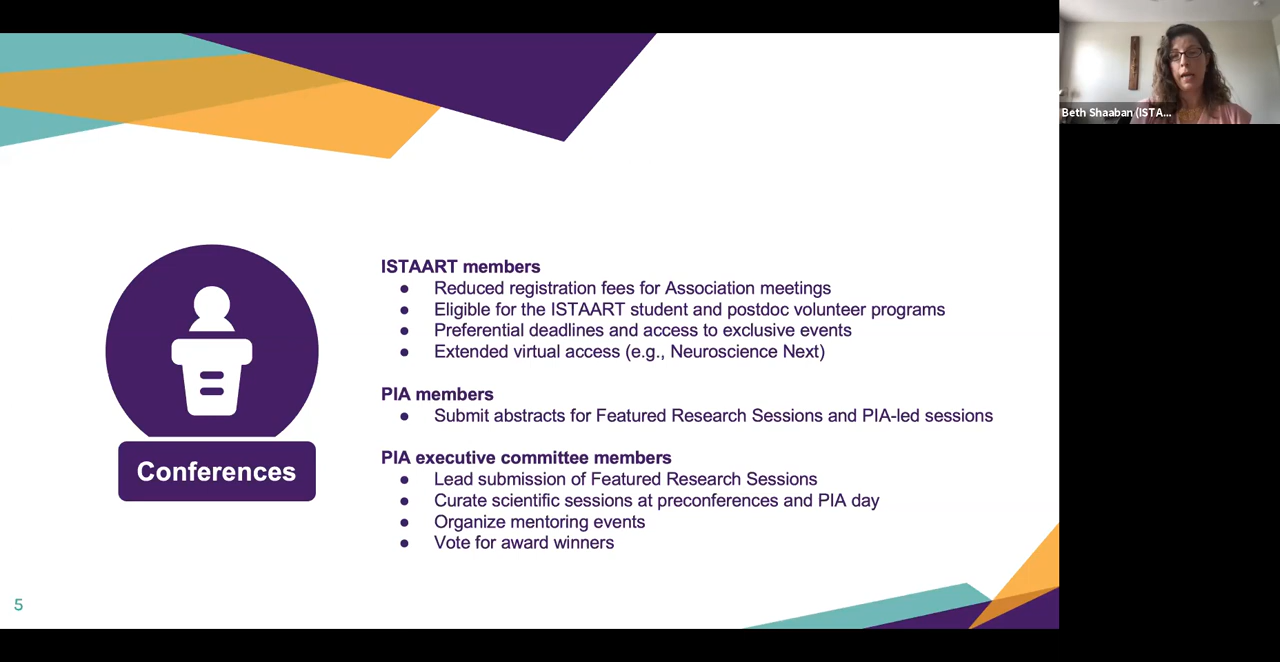 Beth Shaaban (ISTA...
ISTAART members
● Reduced registration fees for Association meetings
● Eligible for the ISTAART student and postdoc volunteer programs
● Preferential deadlines and access to exclusive events
● Extended virtual access (e.g., Neuroscience Next)
PIA members
● Submit abstracts for Featured Research Sessions and PIA-led sessions
PIA executive committee members
● Lead submission of Featured Research Sessions
● Curate scientific sessions at preconferences and PIA day
● Organize mentoring events
● Vote for award winners
Conferences
5